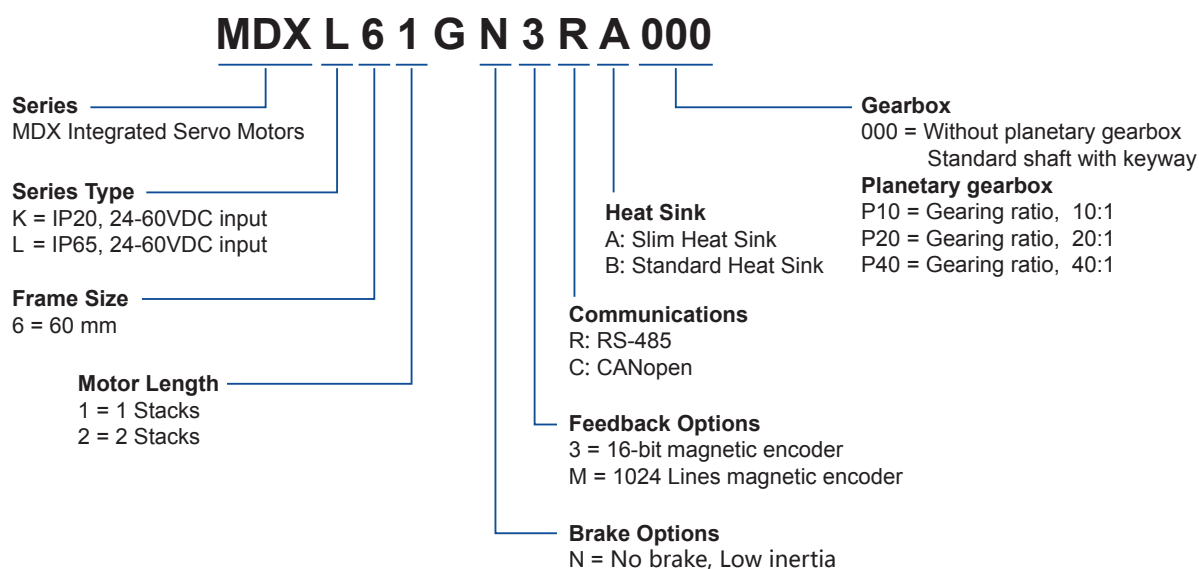 MDX L 6 1 G N 3 R A 000
Series
MDX Integrated Servo Motors
Series Type
K = IP20, 24-60VDC input
L = IP65, 24-60VDC input
Frame Size
6 = 60 mm
Motor Length
1 = 1 Stacks
2 = 2 Stacks
Gearbox
000 = Without planetary gearbox
Standard shaft with keyway
Planetary gearbox
P10 = Gearing ratio, 10:1
P20 = Gearing ratio, 20:1
P40 = Gearing ratio, 40:1
Heat Sink
A: Slim Heat Sink
B: Standard Heat Sink
Communications
R: RS-485
C: CANopen
Feedback Options
3 = 16-bit magnetic encoder
M = 1024 Lines magnetic encoder
Brake Options
N = No brake, Low inertia